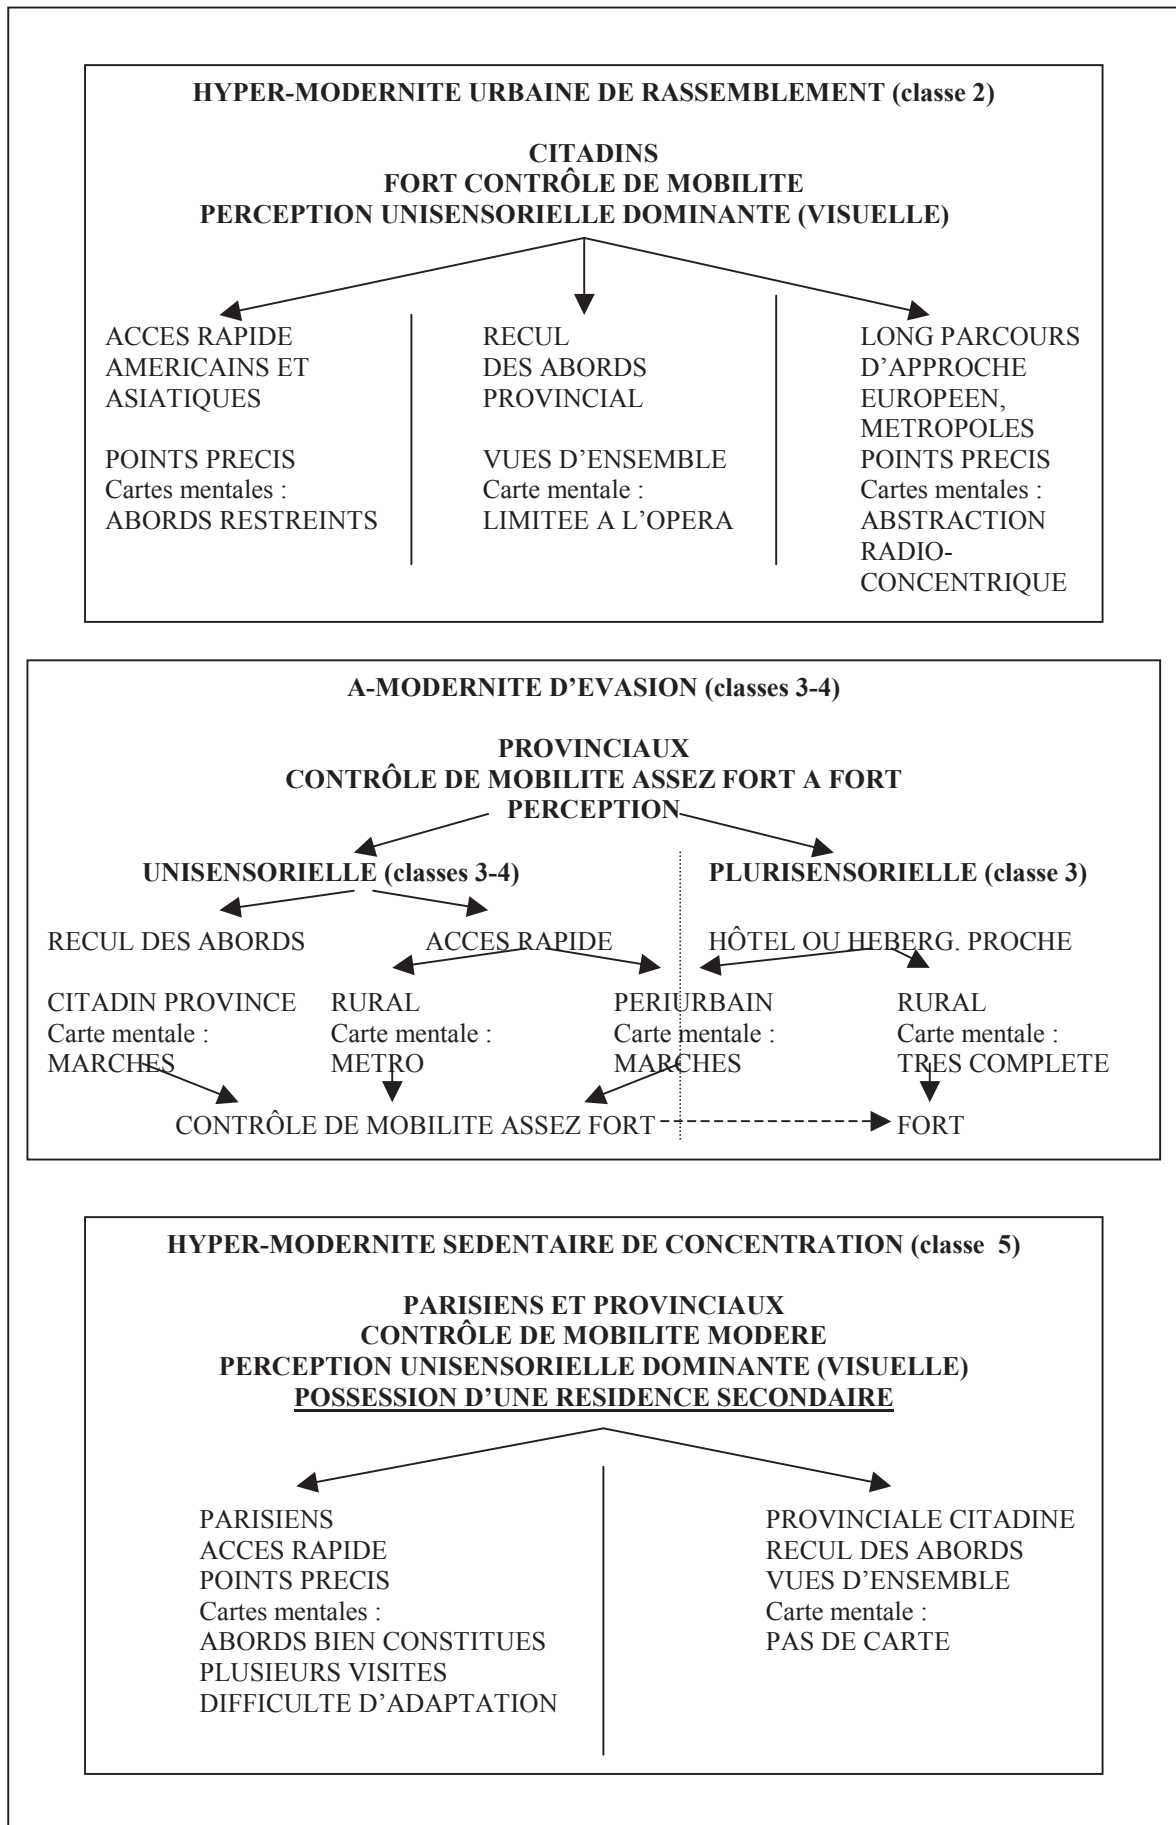 HYPER-MODERNITE URBAINE DE RASSEMBLEMENT (classe 2)
CITADINS
FORT CONTRÔLE DE MOBILITE
PERCEPTION UNISENSORIELLE DOMINANTE (VISUELLE)
ACCES RAPIDE
AMERICAINS ET
ASIATIQUES
POINTS PRECIS
Cartes mentales :
ABORDS RESTREINTS
RECUL
DES ABORDS
PROVINCIAL
VUES D'ENSEMBLE
Carte mentale :
LIMITEE A L'OPERA
LONG PARCOURS
D'APPROCHE
EUROPEEN,
METROPOLES
POINTS PRECIS
Cartes mentales :
ABSTRACTION
RADIO-
CONCENTRIQUE
A-MODERNITE D'EVASION (classes 3-4)
PROVINCIAUX
CONTRÔLE DE MOBILITE ASSEZ FORT A FORT
PERCEPTION
UNISENSORIELLE (classes 3-4)
PLURISENSORIELLE (classe 3)
RECUL DES ABORDS
ACCES RAPIDE
HÔTEL OU HEBERG. PROCHE
CITADIN PROVINCE
Carte mentale :
MARCHES
RURAL
Carte mentale :
METRO
PERIURBAIN
Carte mentale :
MARCHES
RURAL
Carte mentale :
TRES COMPLETE
CONTRÔLE DE MOBILITE ASSEZ FORT
FORT
HYPER-MODERNITE SEDENTAIRE DE CONCENTRATION (classe 5)
PARISIENS ET PROVINCIAUX
CONTRÔLE DE MOBILITE MODERE
PERCEPTION UNISENSORIELLE DOMINANTE (VISUELLE)
POSSESSION D'UNE RESIDENCE SECONDAIRE
PARISIENS
ACCES RAPIDE
POINTS PRECIS
Cartes mentales :
ABORDS BIEN CONSTITUES
PLUSIEURS VISITES
DIFFICULTE D'ADAPTATION
PROVINCIALE CITADINE
RECUL DES ABORDS
VUES D'ENSEMBLE
Carte mentale :
PAS DE CARTE